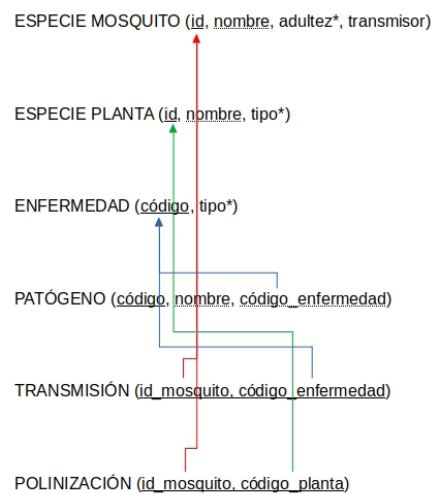 ESPECIE MOSQUITO (id, nombre, adultez*, transmisor)
ESPECIE PLANTA (id, nombre, tipo*)
ENFERMEDAD (código, tipo*)
PATÓGENO (código, nombre, código_enfermedad)
TRANSMISIÓN (id_mosquito, código_enfermedad)
POLINIZACIÓN (id_mosquito, código_planta)